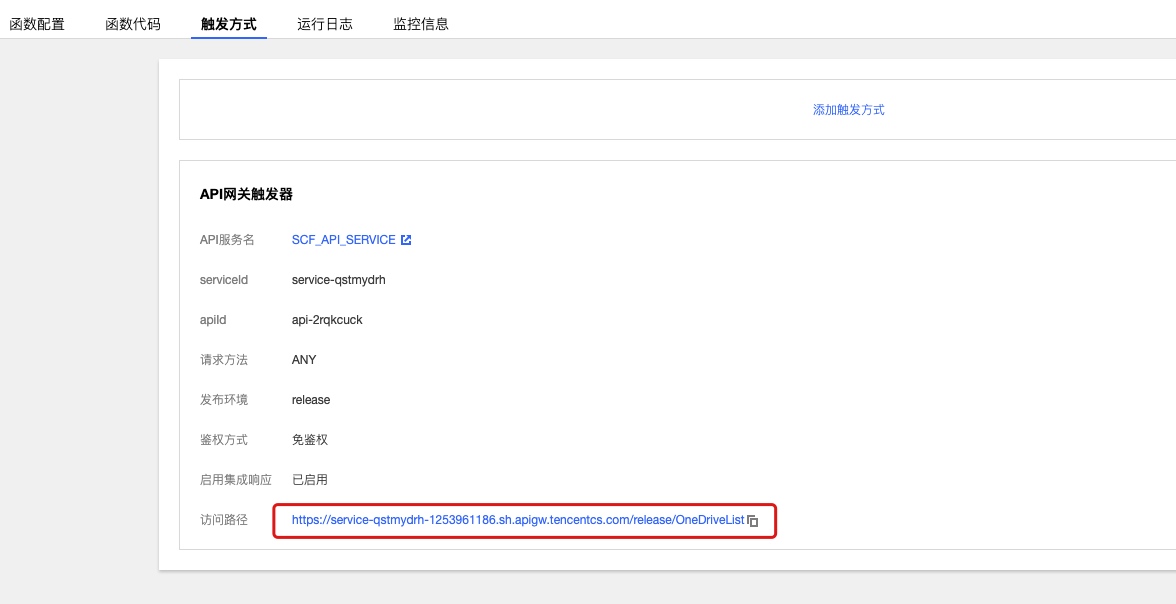 函数配置 函数代码 触发方式 运行日志 监控信息
添加触发方式
API网关触发器
API服务名 SCF_API_SERVICE
serviceId service-qstmydrh
apiId api-2rqkcuck
请求方法 ANY
发布环境 release
鉴权方式 免鉴权
启用集成响应 已启用
访问路径 https://service-qstmydrh-1253961186.sh.apigw.tencentcs.com/release/OneDriveList